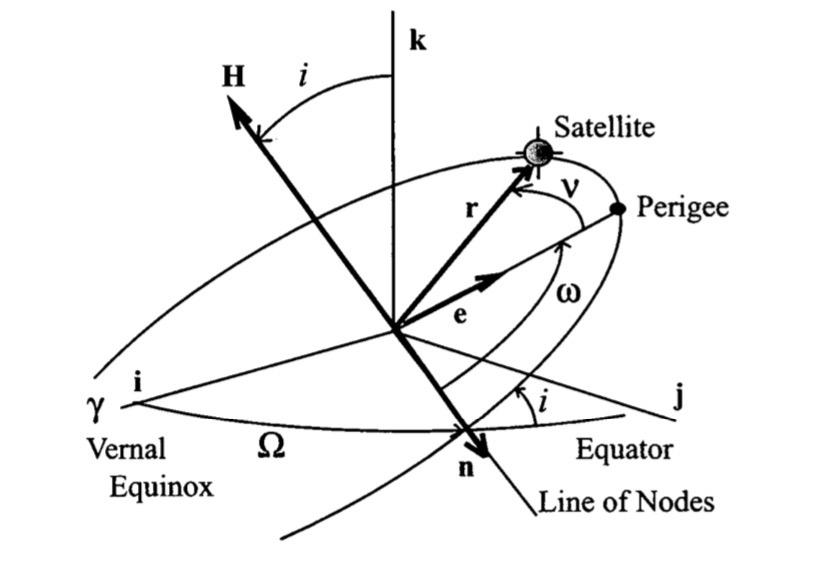 k
H
i
Satellite
ν
r
Perigee
e
ω
i
γ
j
i
Vernal
Equinox
Ω
n
Equator
Line of Nodes